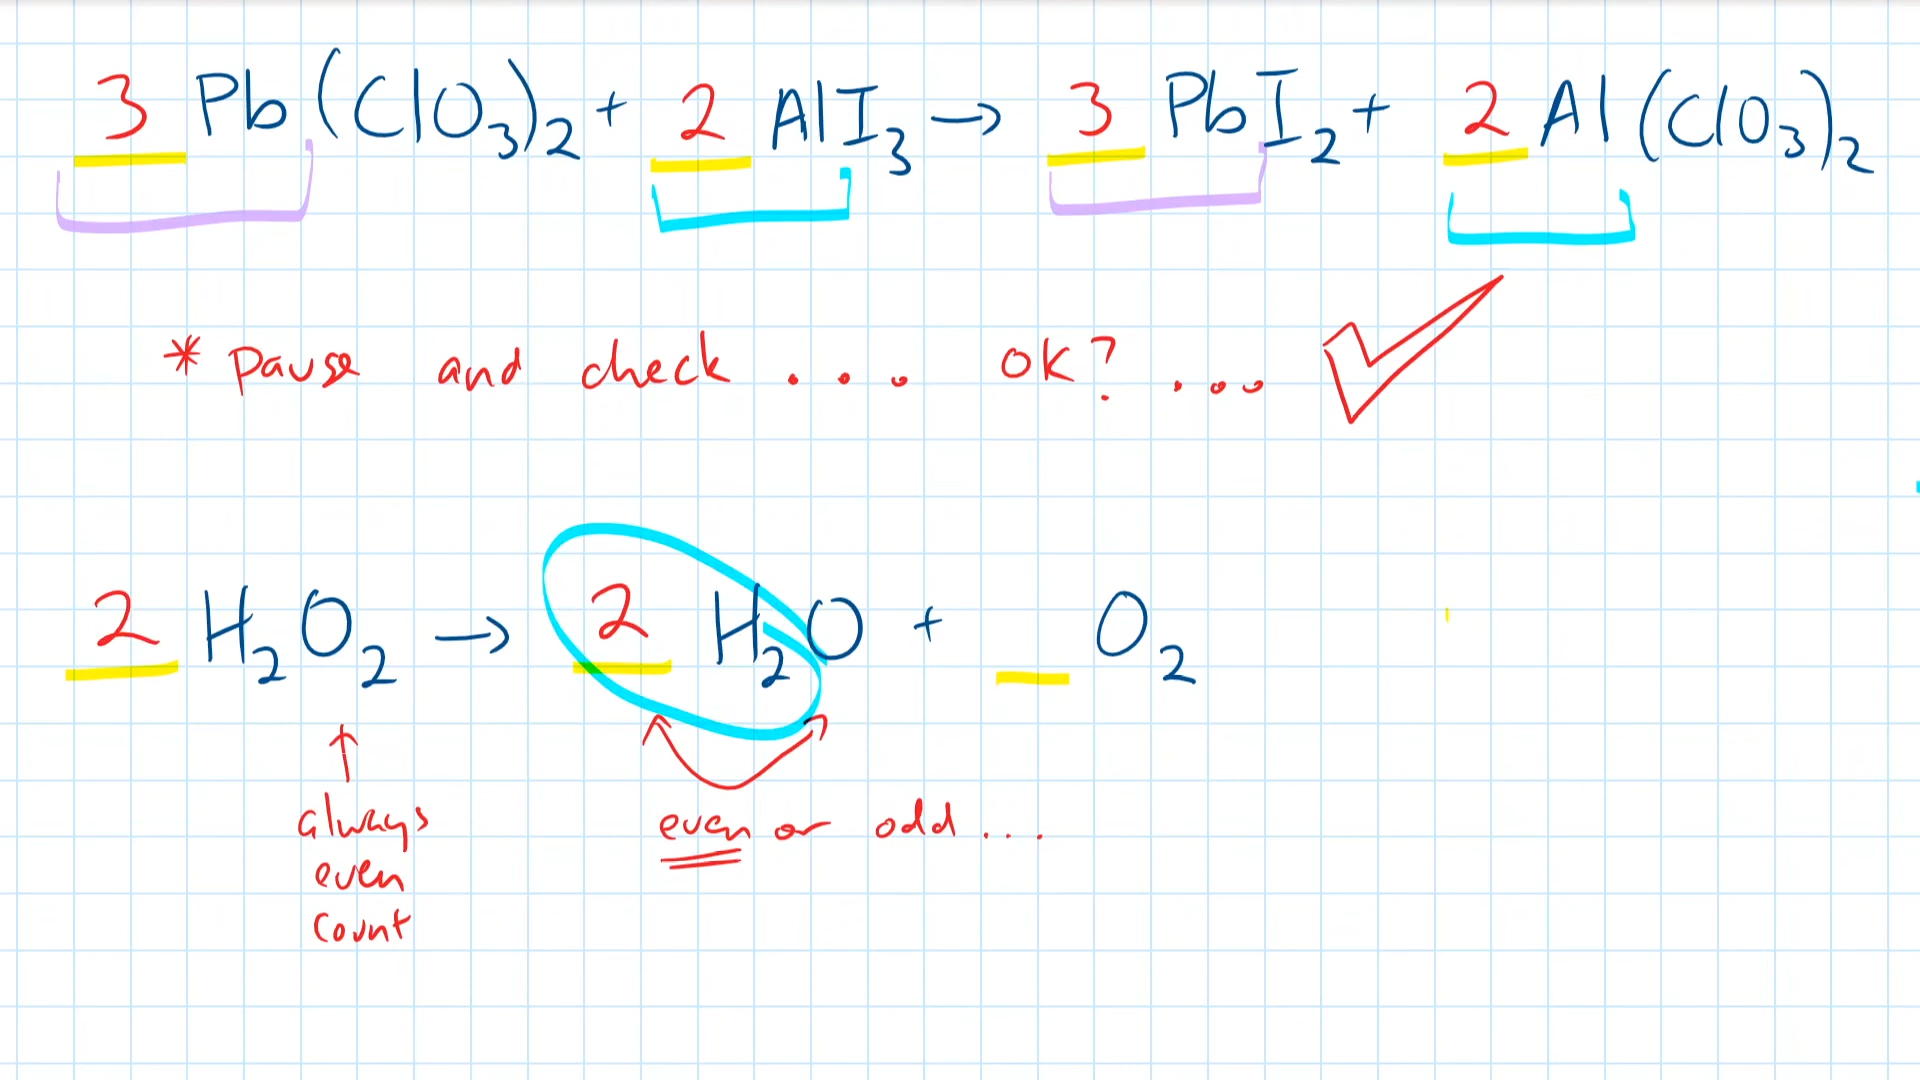 3 Pb(ClO₃)₂ + 2 AlI₃ → 3 PbI₂ + 2 Al(ClO₃)₂
* Pause and check .... OK? ....
2 H₂O₂ → 2 H₂O + _ O₂
always
even
count
even or odd ...